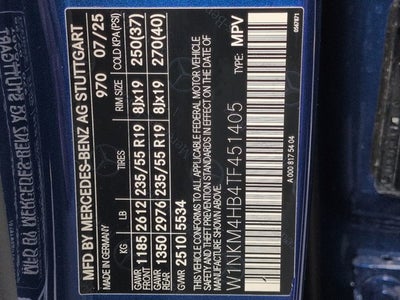 MFD BY MERCEDES-BENZ AG STUTTGART
970 07/25
KG LB TIRES RIM SIZE COLD KPA (PSI)
GAWR FRONT 1185 2612 235/55 R19 8Jx19 250(37)
GAWR REAR 1350 2976 235/55 R19 8Jx19 270(40)
GVWR 2510 5534
THIS VEHICLE CONFORMS TO ALL APPLICABLE FEDERAL MOTOR VEHICLE
SAFETY AND THEFT PREVENTION STANDARDS IN EFFECT ON THE DATE
OF MANUFACTURE SHOWN ABOVE.
W1NKM4HB4TF451405 TYPE: MPV
A 000 817 54 04